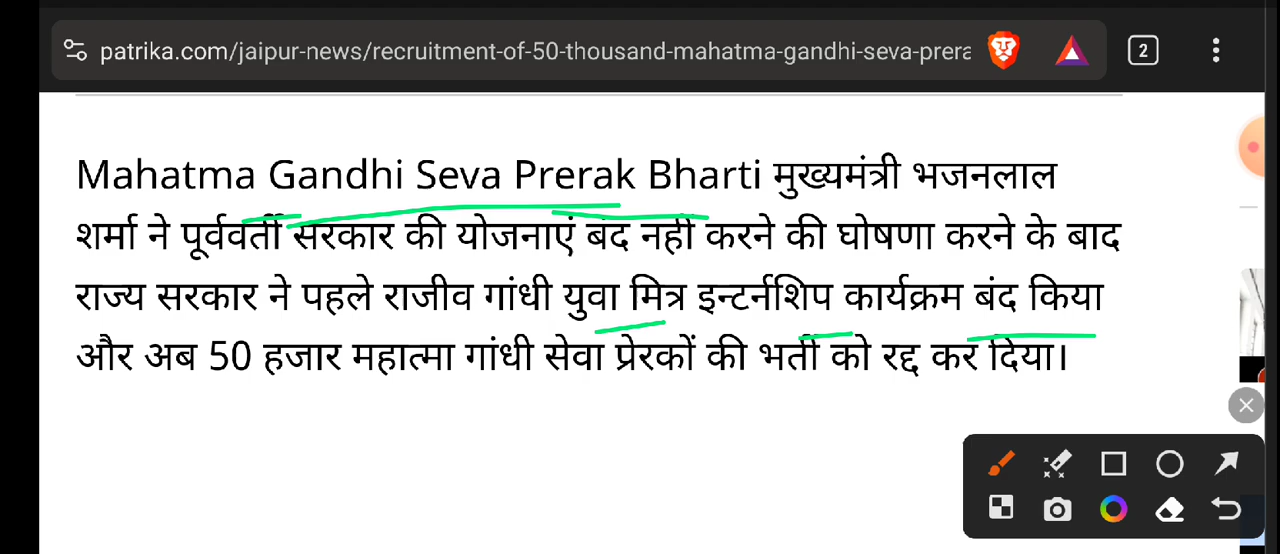 patrika.com/jaipur-news/recruitment-of-50-thousand-mahatma-gandhi-seva-prera
2
Mahatma Gandhi Seva Prerak Bharti मुख्यमंत्री भजनलाल
शर्मा ने पूर्ववर्ती सरकार की योजनाएं बंद नहीं करने की घोषणा करने के बाद
राज्य सरकार ने पहले राजीव गांधी युवा मित्र इन्टर्नशिप कार्यक्रम बंद किया
और अब 50 हजार महात्मा गांधी सेवा प्रेरकों की भर्ती को रद्द कर दिया।